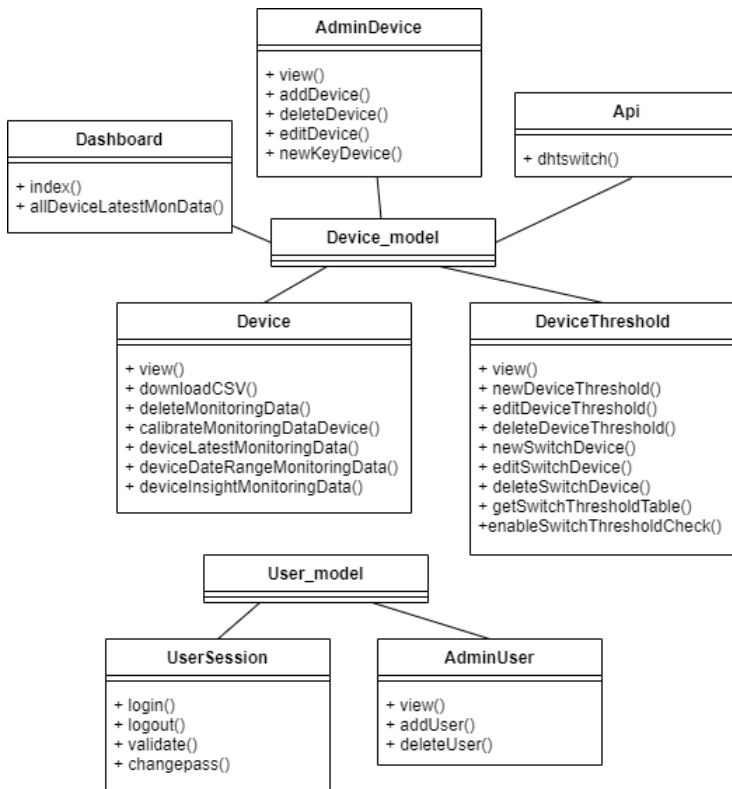 AdminDevice
+ view()
+ addDevice()
+ deleteDevice()
+ editDevice()
+ newKeyDevice()
Api
+ dhtswitch()
Dashboard
+ index()
+ allDeviceLatestMonData()
Device_model
Device
+ view()
+ downloadCSV()
+ deleteMonitoringData()
+ calibrateMonitoringDataDevice()
+ deviceLatestMonitoringData()
+ deviceDateRangeMonitoringData()
+ deviceInsightMonitoringData()
DeviceThreshold
+ view()
+ newDeviceThreshold()
+ editDeviceThreshold()
+ deleteDeviceThreshold()
+ newSwitchDevice()
+ editSwitchDevice()
+ deleteSwitchDevice()
+ getSwitchThresholdTable()
+enableSwitchThresholdCheck()
User_model
UserSession
+ login()
+ logout()
+ validate()
+ changepass()
AdminUser
+ view()
+ addUser()
+ deleteUser()